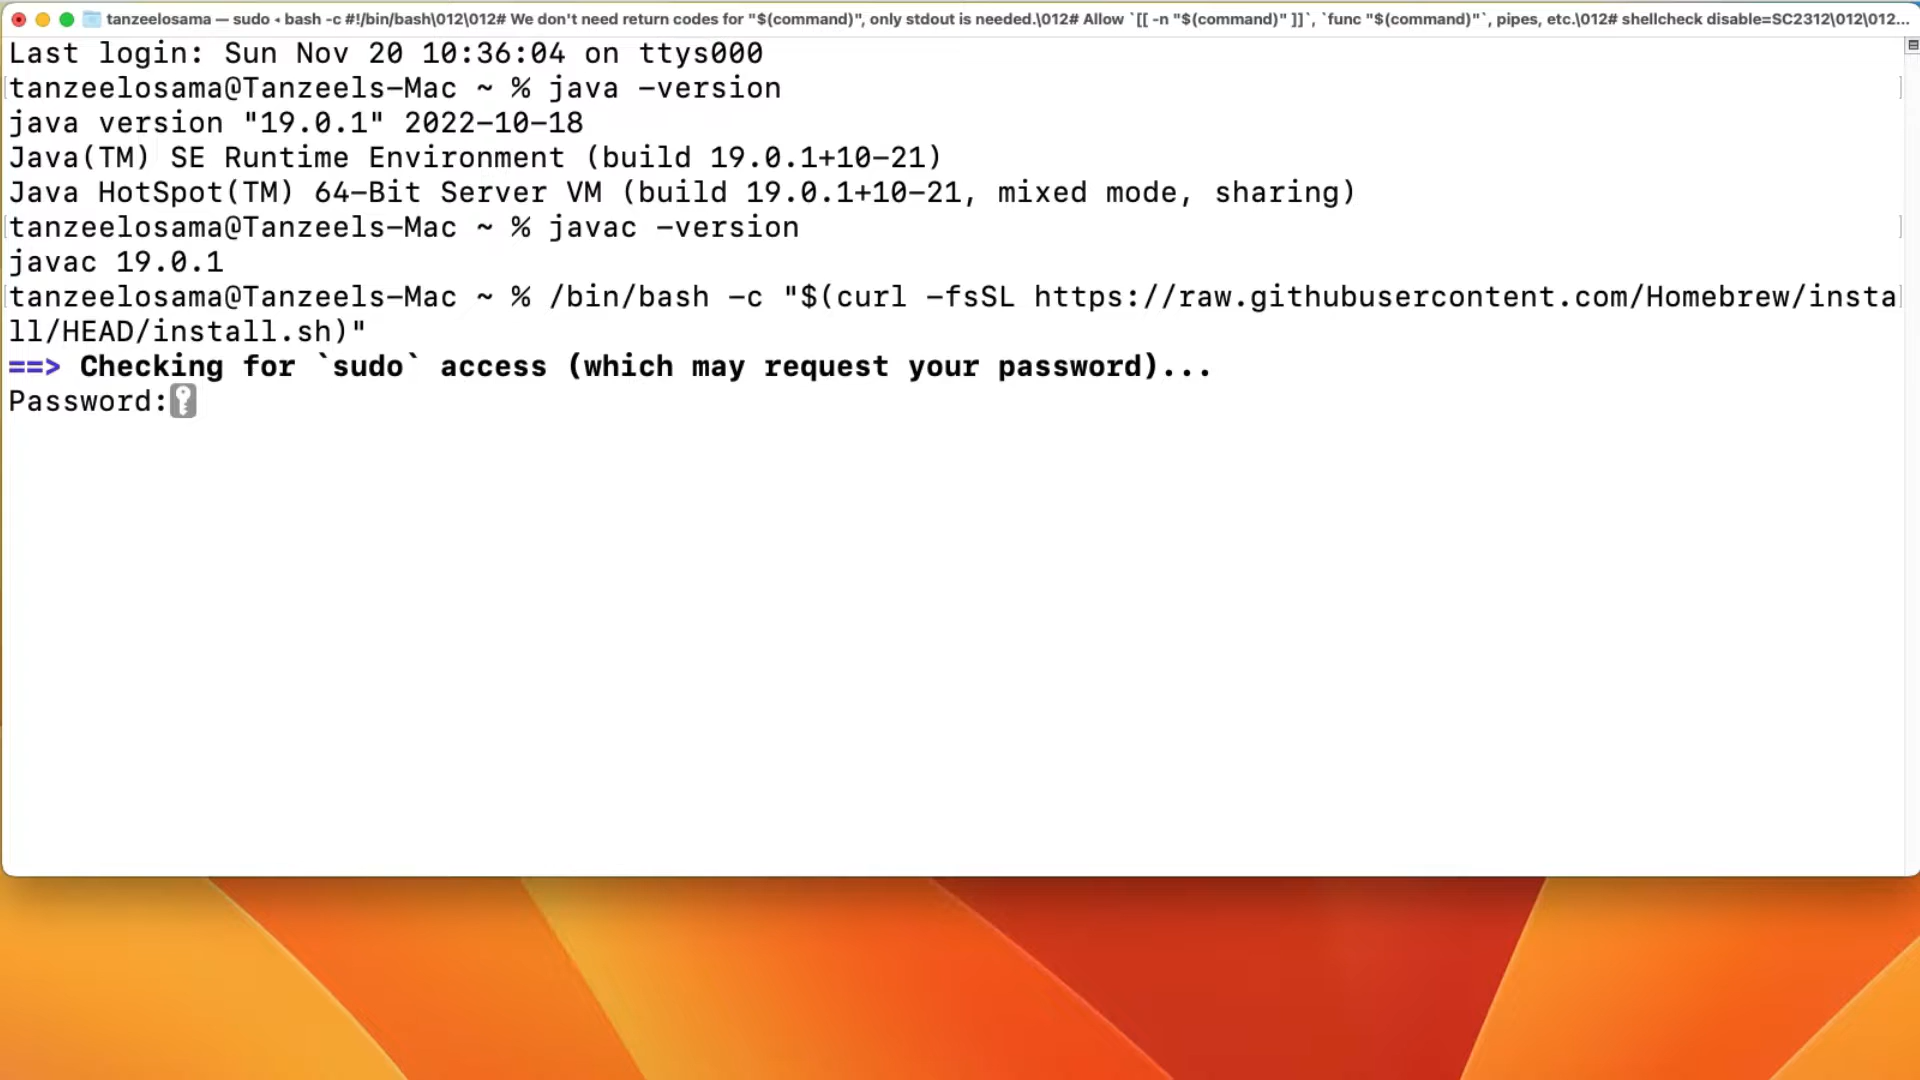 tanzeelosama — sudo ◂ bash -c #!/bin/bash\012\012# We don't need return codes for "$(command)", only stdout is needed.\012# Allow `[[ -n "$(command)" ]]`, `func "$(command)"`, pipes, etc.\012# shellcheck disable=SC2312\012\012...
Last login: Sun Nov 20 10:36:04 on ttys000
tanzeelosama@Tanzeels-Mac ~ % java -version
java version "19.0.1" 2022-10-18
Java(TM) SE Runtime Environment (build 19.0.1+10-21)
Java HotSpot(TM) 64-Bit Server VM (build 19.0.1+10-21, mixed mode, sharing)
tanzeelosama@Tanzeels-Mac ~ % javac -version
javac 19.0.1
tanzeelosama@Tanzeels-Mac ~ % /bin/bash -c "$(curl -fsSL https://raw.githubusercontent.com/Homebrew/insta
ll/HEAD/install.sh)"
==> Checking for `sudo` access (which may request your password)...
Password: